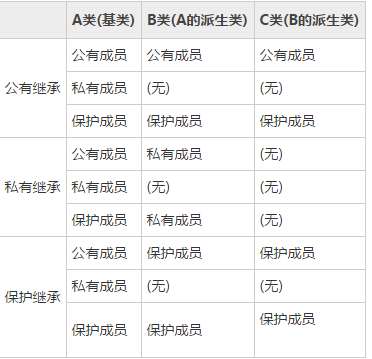 A类(基类) B类(A的派生类) C类(B的派生类)
公有继承 公有成员 公有成员 公有成员
私有成员 (无) (无)
保护成员 保护成员 保护成员
私有继承 公有成员 私有成员 (无)
私有成员 (无) (无)
保护成员 私有成员 (无)
保护继承 公有成员 保护成员 保护成员
私有成员 (无) (无)
保护成员 保护成员 保护成员